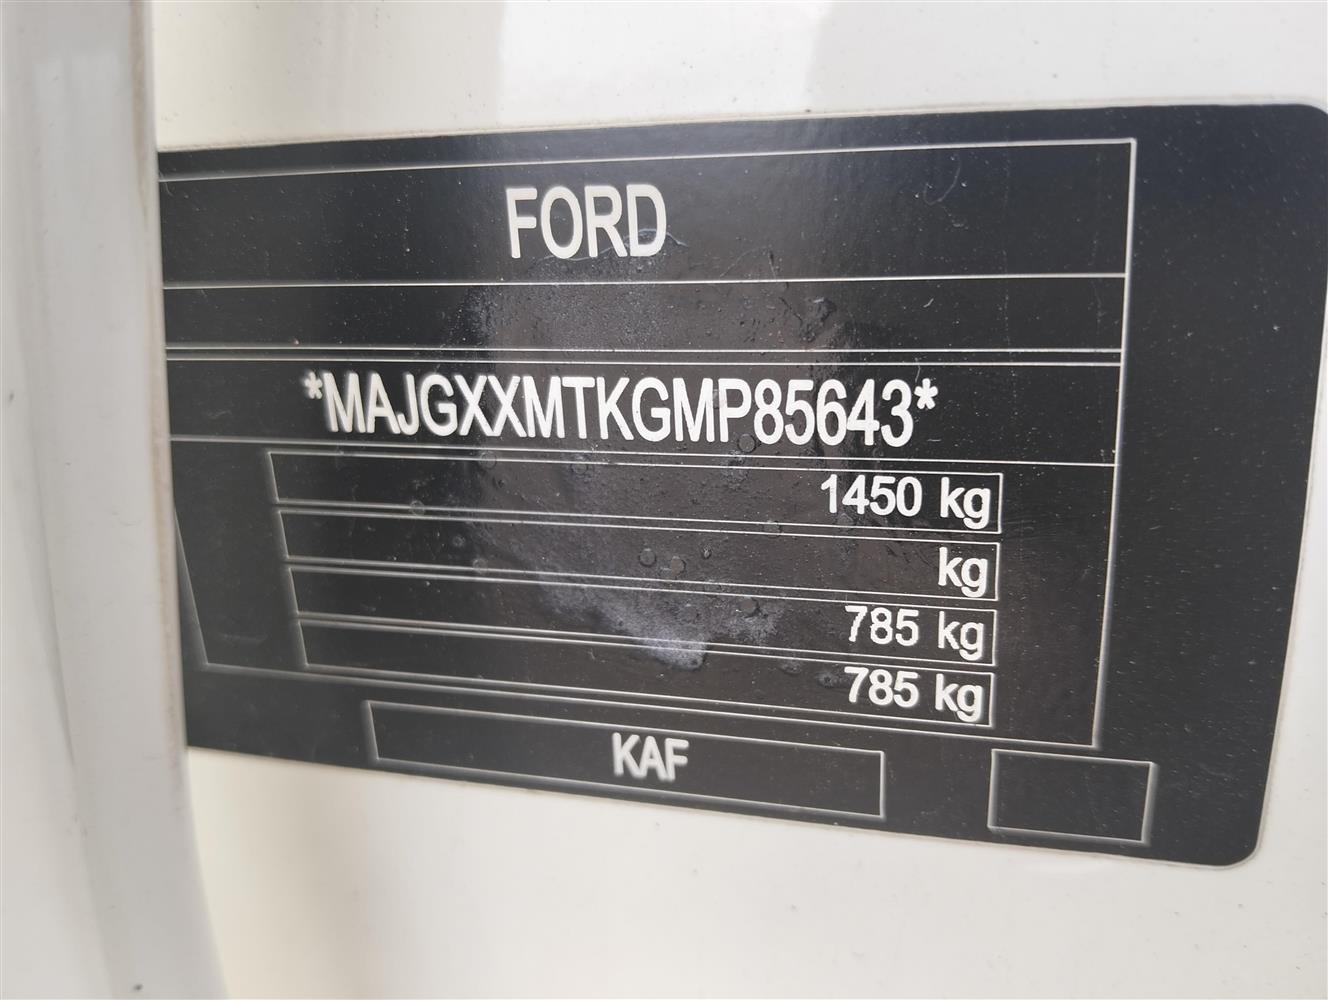 FORD
*MAJGXXMTKGMP85643*
1450 kg
kg
785 kg
785 kg
KAF